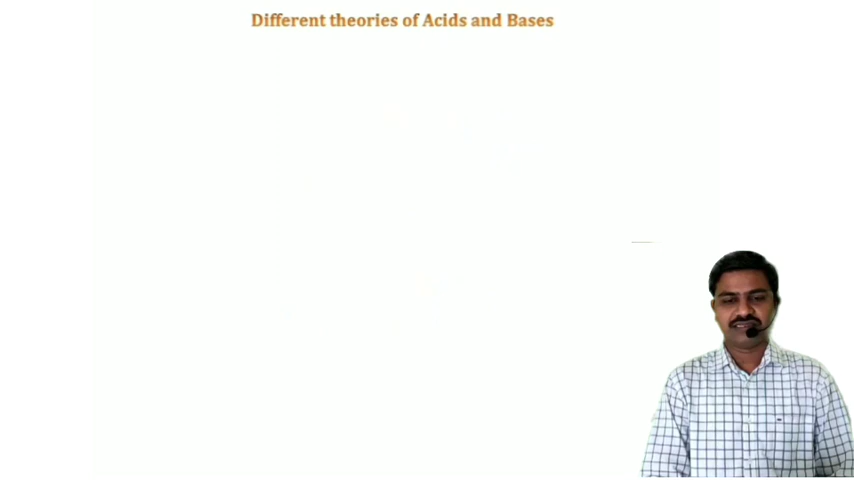 Different theories of Acids and Bases